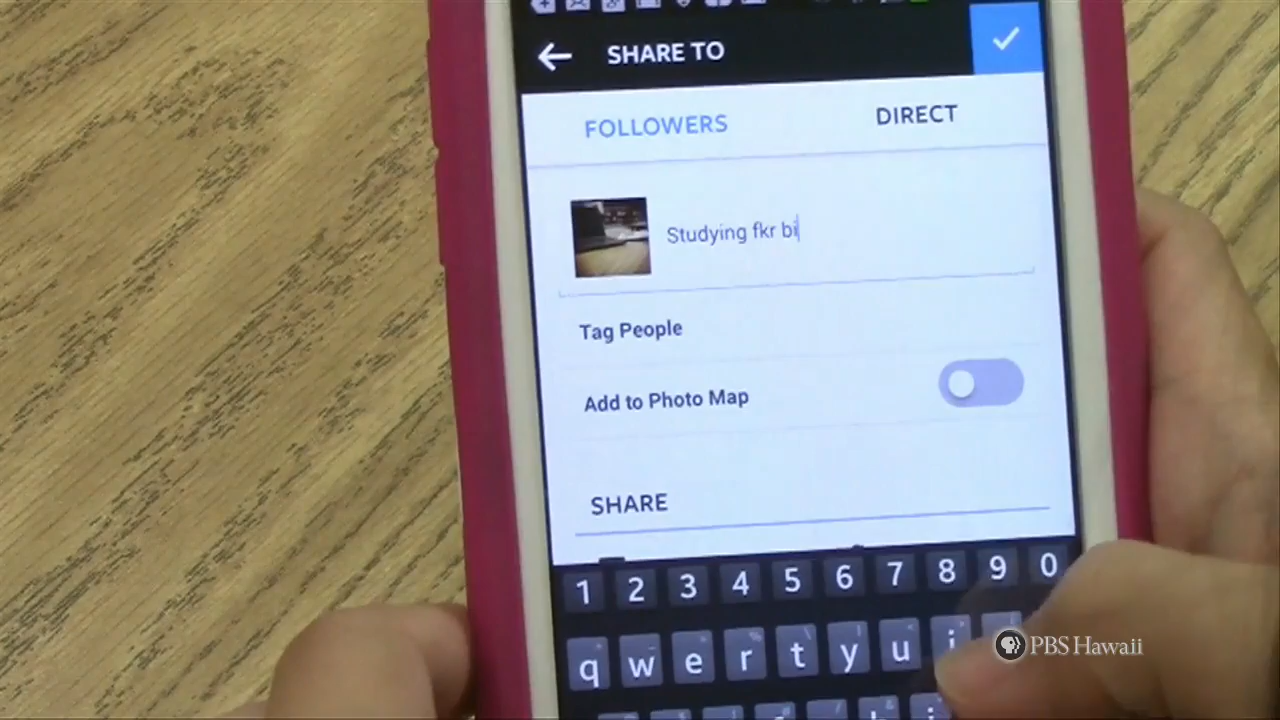 SHARE TO
FOLLOWERS DIRECT
Studying fkr bi
Tag People
Add to Photo Map
SHARE
1 2 3 4 5 6 7 8 9 0
q w e r t y u i
PBS Hawaii